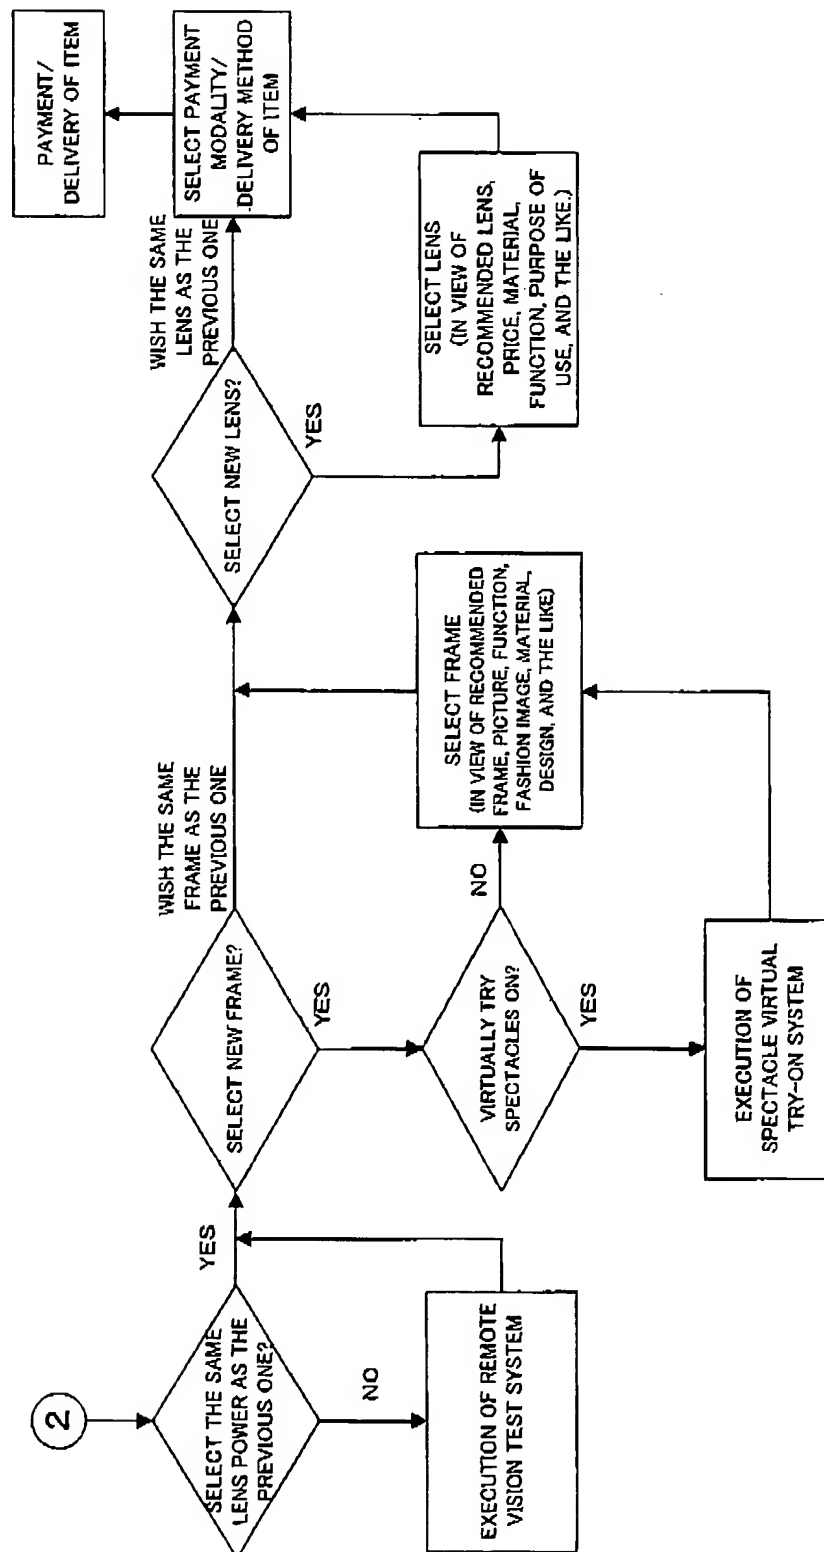 2
SELECT THE SAME
LENS POWER AS THE
PREVIOUS ONE?
YES
NO
EXECUTION OF REMOTE
VISION TEST SYSTEM
SELECT NEW FRAME?
WISH THE SAME
FRAME AS THE
PREVIOUS ONE
YES
VIRTUALLY TRY
SPECTACLES ON?
NO
YES
EXECUTION OF
SPECTACLE VIRTUAL
TRY-ON SYSTEM
SELECT FRAME
(IN VIEW OF RECOMMENDED
FRAME, PICTURE, FUNCTION,
FASHION IMAGE, MATERIAL,
DESIGN, AND THE LIKE)
SELECT NEW LENS?
WISH THE SAME
LENS AS THE
PREVIOUS ONE
YES
SELECT LENS
(IN VIEW OF
RECOMMENDED LENS,
PRICE, MATERIAL,
FUNCTION, PURPOSE OF
USE, AND THE LIKE.)
SELECT PAYMENT
MODALITY/
DELIVERY METHOD
OF ITEM
PAYMENT/
DELIVERY OF ITEM